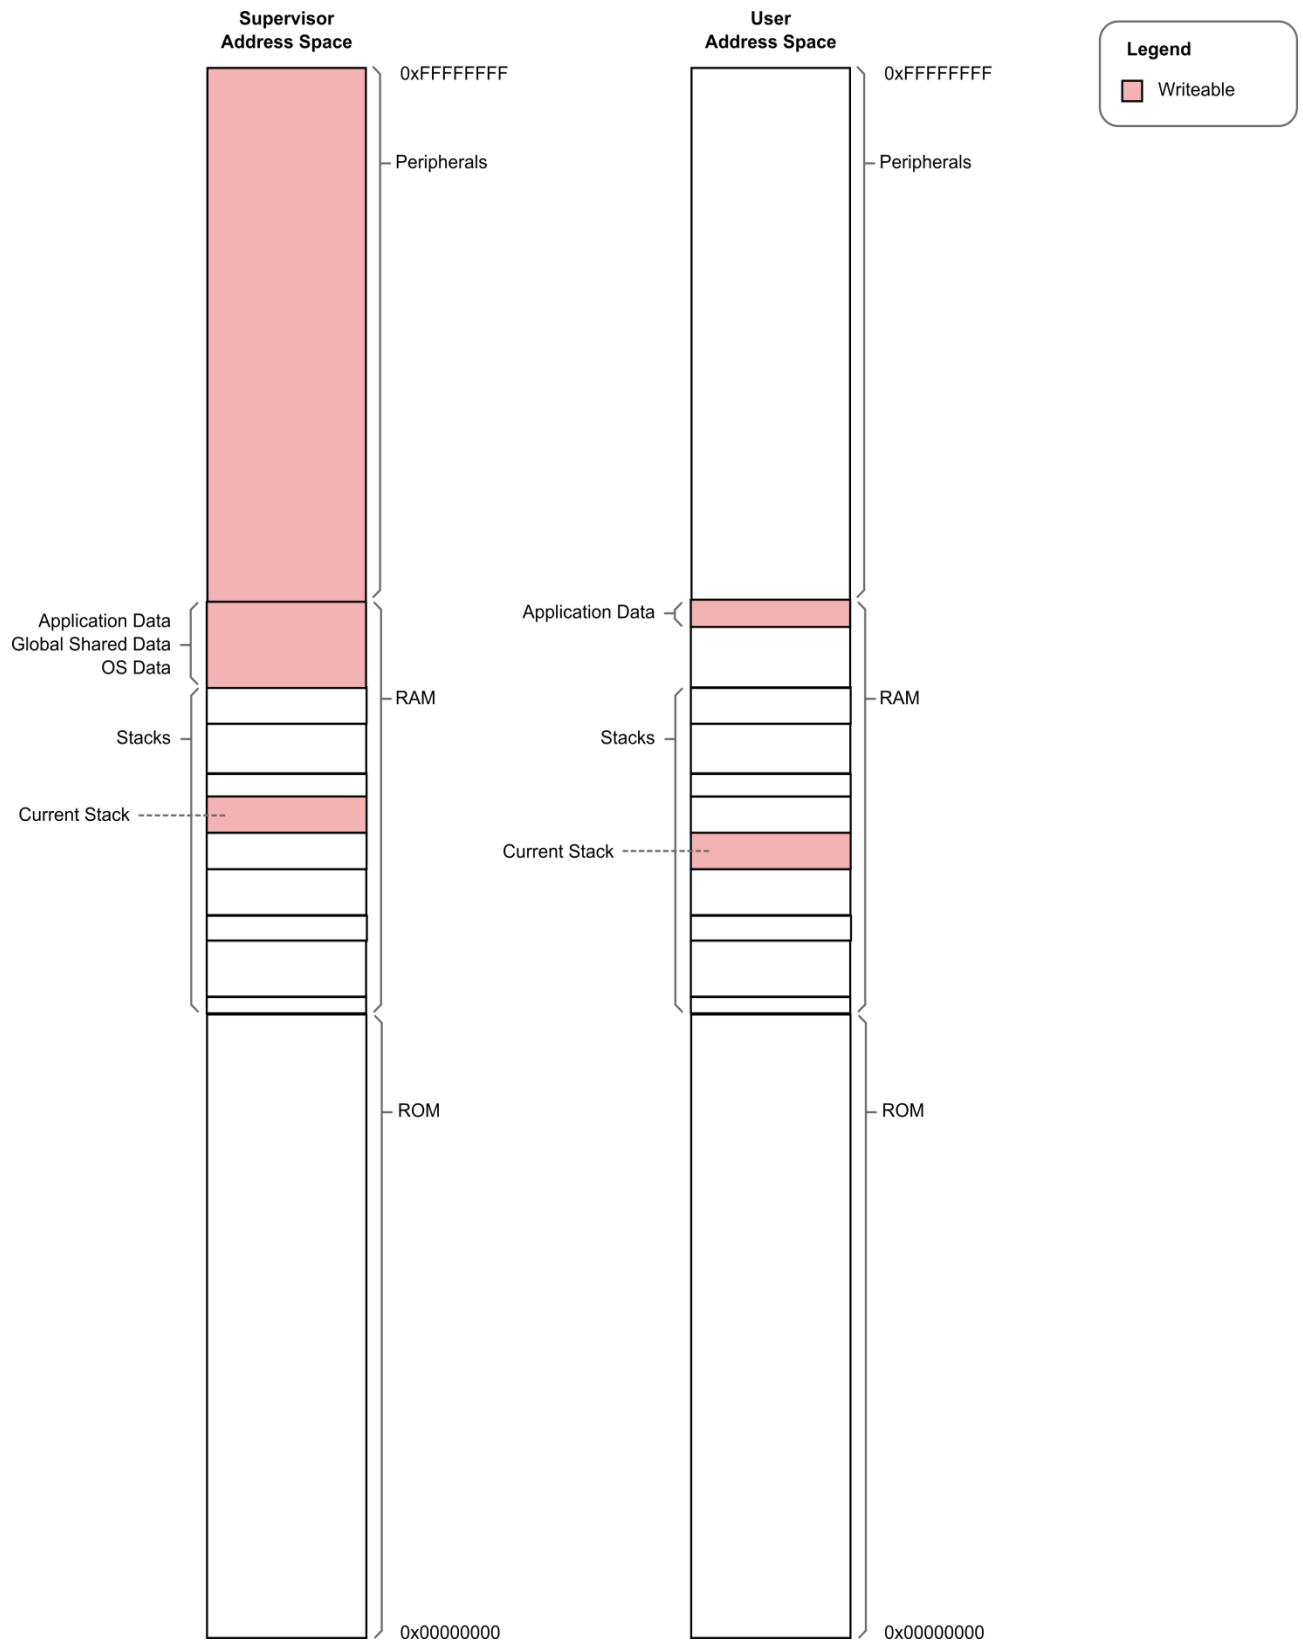 Supervisor
Address Space
User
Address Space
Legend
Writeable
0xFFFFFFFF
0xFFFFFFFF
Peripherals
Peripherals
Application Data
Global Shared Data
OS Data
Application Data
RAM
RAM
Stacks
Stacks
Current Stack
Current Stack
ROM
ROM
0x00000000
0x00000000